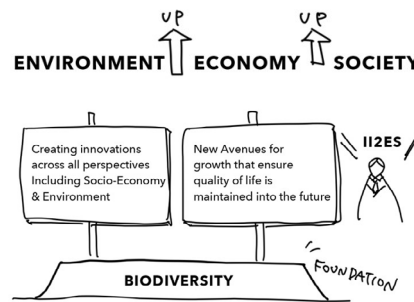 UP UP
ENVIRONMENT ECONOMY SOCIETY
II2ES
Creating innovations
across all perspectives
Including Socio-Economy
& Environment
New Avenues for
growth that ensure
quality of life is
maintained into the future
FOUNDATION
BIODIVERSITY